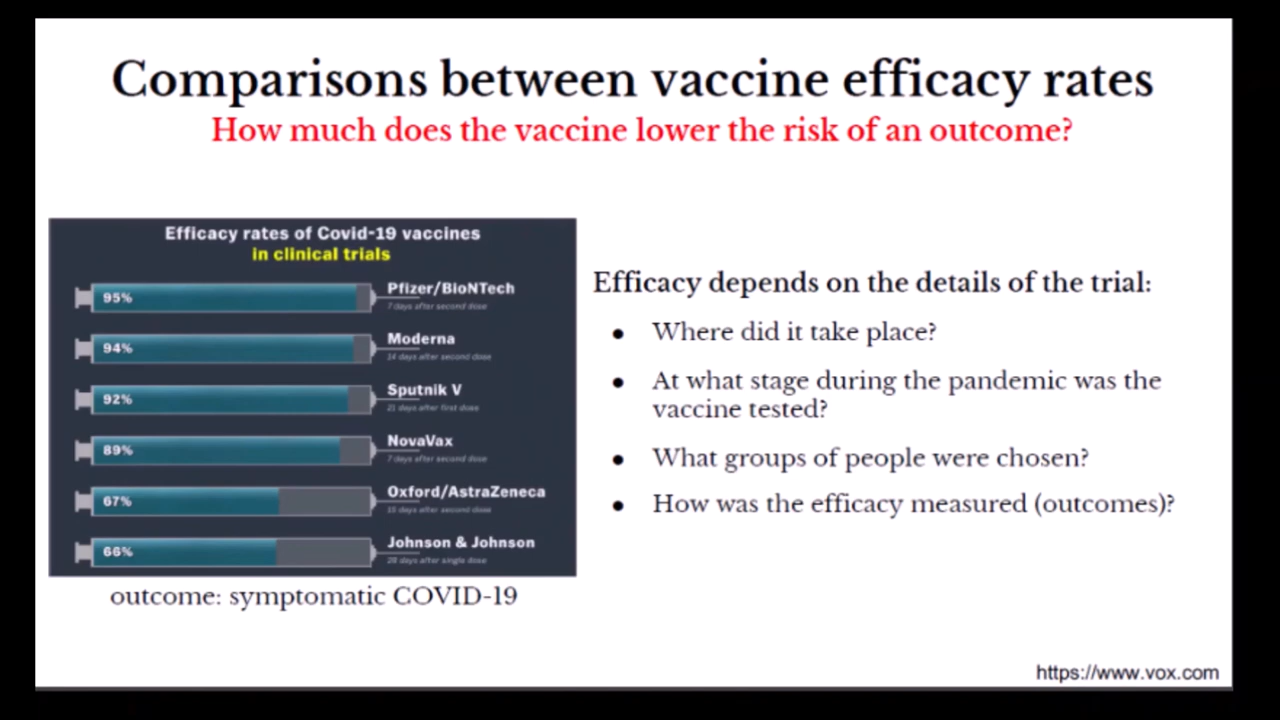 Comparisons between vaccine efficacy rates
How much does the vaccine lower the risk of an outcome?
Efficacy rates of Covid-19 vaccines
in clinical trials
95%
Pfizer/BioNTech
7 days after second dose
94%
Moderna
14 days after second dose
92%
Sputnik V
21 days after first dose
89%
NovaVax
7 days after second dose
67%
Oxford/AstraZeneca
15 days after second dose
66%
Johnson & Johnson
28 days after single dose
outcome: symptomatic COVID-19
Efficacy depends on the details of the trial:
● Where did it take place?
● At what stage during the pandemic was the
vaccine tested?
● What groups of people were chosen?
● How was the efficacy measured (outcomes)?
https://www.vox.com